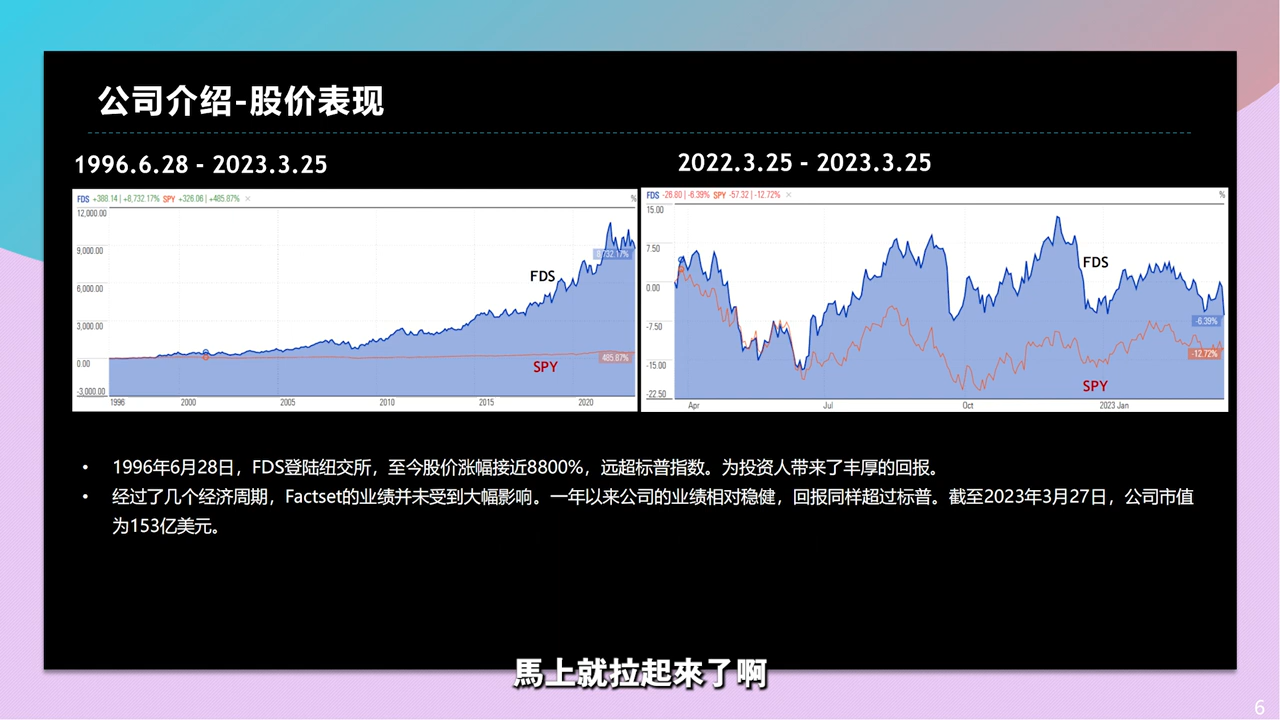 公司介绍-股价表现
1996.6.28 - 2023.3.25
2022.3.25 - 2023.3.25
FDS +388.14 | +8,732.17% SPY +326.06 | +485.87% × %
12,000.00
9,000.00
6,000.00
3,000.00
0.00
-3,000.00
8,732.17%
FDS
485.87%
SPY
1996 2000 2005 2010 2015 2020
FDS -26.80 | -6.39% SPY -57.32 | -12.72% × %
15.00
7.50
0.00
-7.50
-15.00
-22.50
FDS
-6.39%
-12.72%
SPY
Apr Jul Oct 2023 Jan
• 1996年6月28日，FDS登陆纽交所，至今股价涨幅接近8800%，远超标普指数。为投资人带来了丰厚的回报。
• 经过了几个经济周期，Factset的业绩并未受到大幅影响。一年以来公司的业绩相对稳健，回报同样超过标普。截至2023年3月27日，公司市值
为153亿美元。
馬上就拉起來了啊
6